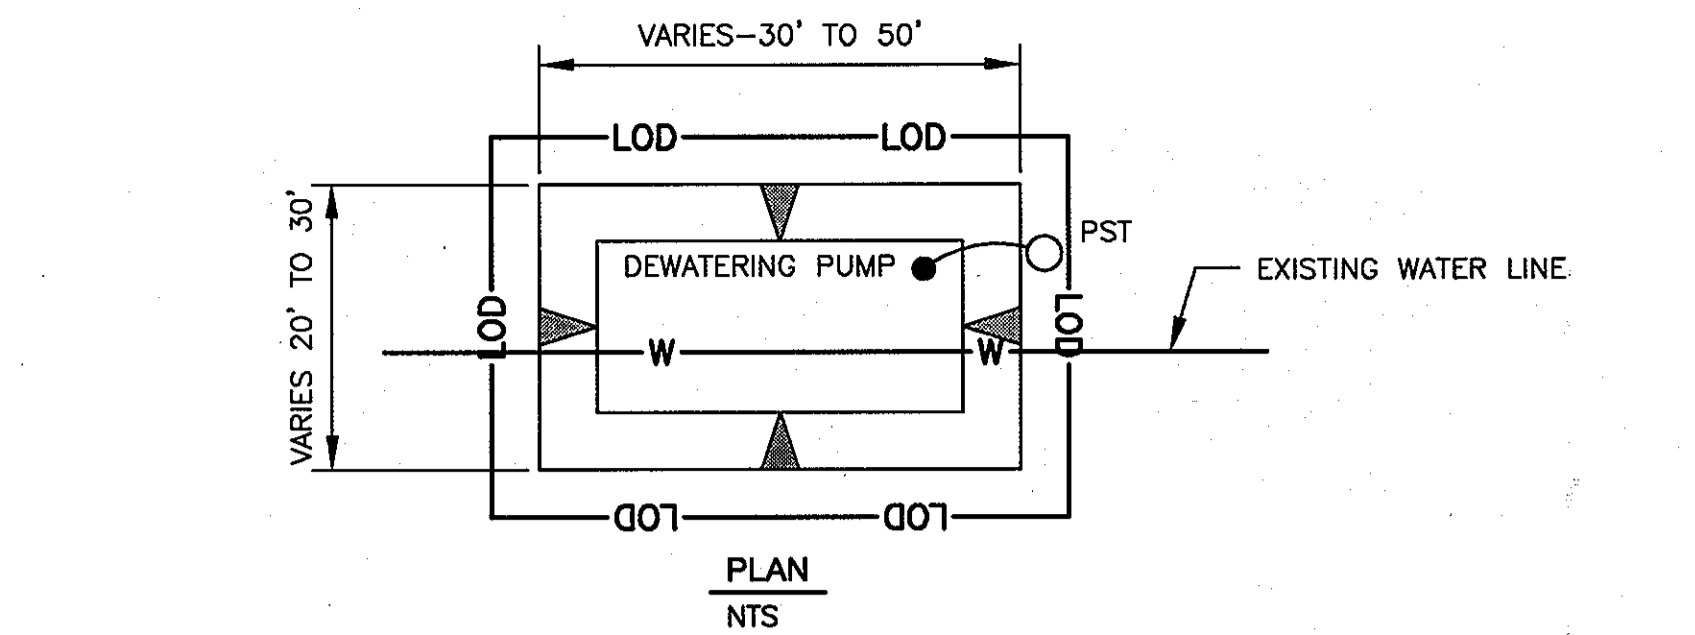 VARIES-30' TO 50'
LOD LOD
VARIES 20' TO 30'
PST
DEWATERING PUMP
EXISTING WATER LINE
LOD
LOD
W W
LOD LOD
PLAN
NTS